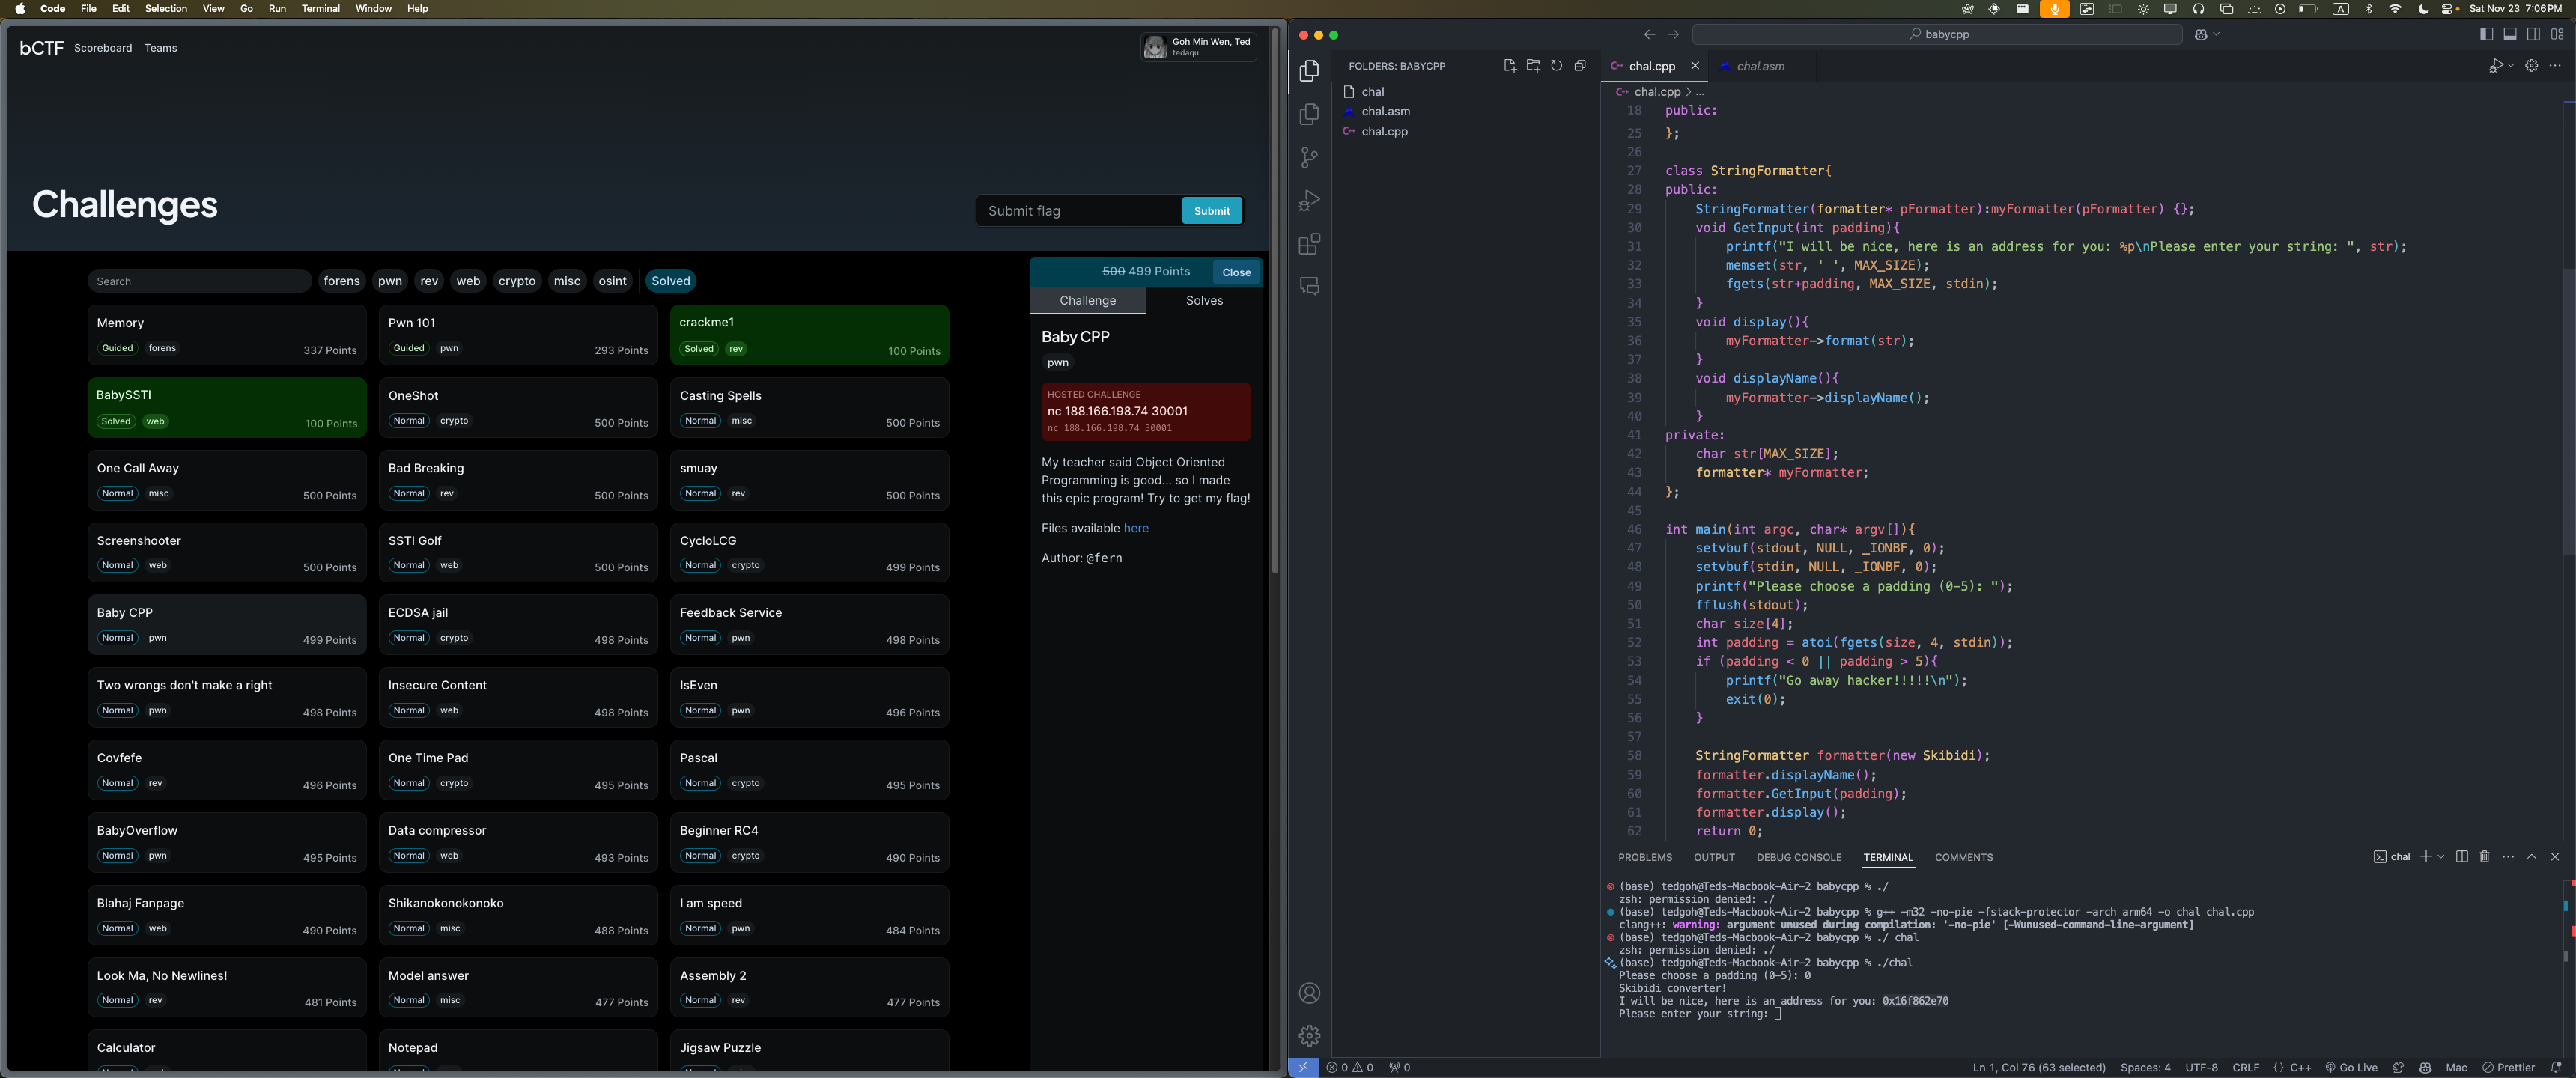 Code File Edit Selection View Go Run Terminal Window Help
A
Sat Nov 23 7:06 PM
bCTF Scoreboard Teams
Goh Min Wen, Ted
tedaqu
Challenges
Submit flag
Submit
Search
forens pwn rev web crypto misc osint Solved
Memory
Guided forens
337 Points
Pwn 101
Guided pwn
293 Points
crackme1
Solved rev
100 Points
BabySSTI
Solved web
100 Points
OneShot
Normal crypto
500 Points
Casting Spells
Normal misc
500 Points
One Call Away
Normal misc
500 Points
Bad Breaking
Normal rev
500 Points
smuay
Normal rev
500 Points
Screenshooter
Normal web
500 Points
SSTI Golf
Normal web
500 Points
CycloLCG
Normal crypto
499 Points
Baby CPP
Normal pwn
499 Points
ECDSA jail
Normal crypto
498 Points
Feedback Service
Normal pwn
498 Points
Two wrongs don't make a right
Normal pwn
498 Points
Insecure Content
Normal web
498 Points
IsEven
Normal pwn
496 Points
Covfefe
Normal rev
496 Points
One Time Pad
Normal crypto
495 Points
Pascal
Normal crypto
495 Points
BabyOverflow
Normal pwn
495 Points
Data compressor
Normal web
493 Points
Beginner RC4
Normal crypto
490 Points
Blahaj Fanpage
Normal web
490 Points
Shikanokonokonoko
Normal misc
488 Points
I am speed
Normal pwn
484 Points
Look Ma, No Newlines!
Normal rev
481 Points
Model answer
Normal misc
477 Points
Assembly 2
Normal rev
477 Points
Calculator
Notepad
Jigsaw Puzzle
500 499 Points
Close
Challenge Solves
Baby CPP
pwn
HOSTED CHALLENGE
nc 188.166.198.74 30001
nc 188.166.198.74 30001
My teacher said Object Oriented
Programming is good... so I made
this epic program! Try to get my flag!
Files available here
Author: @fern
babycpp
FOLDERS: BABYCPP
chal
chal.asm
chal.cpp
chal.cpp
chal.asm
chal.cpp > ...
18 public:
25 };
26
27 class StringFormatter{
28 public:
29 StringFormatter(formatter* pFormatter):myFormatter(pFormatter) {};
30 void GetInput(int padding){
31 printf("I will be nice, here is an address for you: %p\nPlease enter your string: ", str);
32 memset(str, ' ', MAX_SIZE);
33 fgets(str+padding, MAX_SIZE, stdin);
34 }
35 void display(){
36 myFormatter->format(str);
37 }
38 void displayName(){
39 myFormatter->displayName();
40 }
41 private:
42 char str[MAX_SIZE];
43 formatter* myFormatter;
44 };
45
46 int main(int argc, char* argv[]){
47 setvbuf(stdout, NULL, _IONBF, 0);
48 setvbuf(stdin, NULL, _IONBF, 0);
49 printf("Please choose a padding (0-5): ");
50 fflush(stdout);
51 char size[4];
52 int padding = atoi(fgets(size, 4, stdin));
53 if (padding < 0 || padding > 5){
54 printf("Go away hacker!!!!!\n");
55 exit(0);
56 }
57
58 StringFormatter formatter(new Skibidi);
59 formatter.displayName();
60 formatter.GetInput(padding);
61 formatter.display();
62 return 0;
PROBLEMS OUTPUT DEBUG CONSOLE TERMINAL COMMENTS
chal
(base) tedgoh@Teds-Macbook-Air-2 babycpp % ./
zsh: permission denied: ./
(base) tedgoh@Teds-Macbook-Air-2 babycpp % g++ -m32 -no-pie -fstack-protector -arch arm64 -o chal chal.cpp
clang++: warning: argument unused during compilation: '-no-pie' [-Wunused-command-line-argument]
(base) tedgoh@Teds-Macbook-Air-2 babycpp % ./ chal
zsh: permission denied: ./
(base) tedgoh@Teds-Macbook-Air-2 babycpp % ./chal
Please choose a padding (0-5): 0
Skibidi converter!
I will be nice, here is an address for you: 0x16f862e70
Please enter your string:
0 0 0
Ln 1, Col 76 (63 selected) Spaces: 4 UTF-8 CRLF {} C++ Go Live Mac Prettier